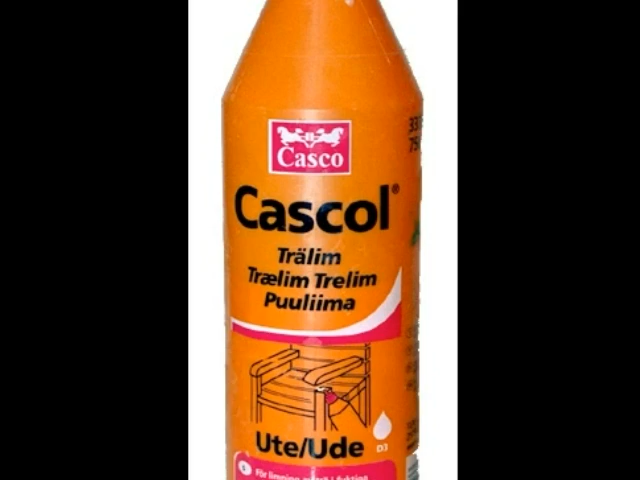 Casco
Cascol®
Trälim
Trælim Trelim
Puuliima
Ute/Ude
D3